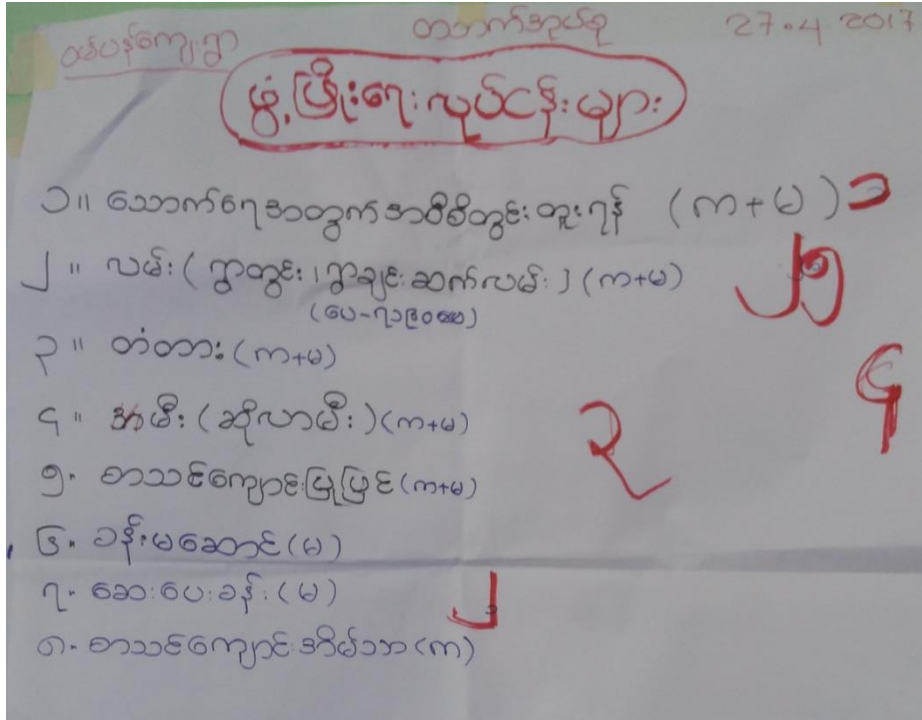 တစ်ပန်ကျေးရွာ တဘက်အုပ်စု 27.4.2017
ဖွံ့ဖြိုးရေးလုပ်ငန်းများ
၁။ သောက်ရေအတွက်အဝီစိတွင်းတူးရန် (က+မ) ၁
၂။ လမ်း (ရွာတွင်း၊ ရွာချင်းဆက်လမ်း) (က+မ) ၂၅
(ပေ-၇၁၉၀)
၃။ တံတား (က+မ)
၄။ အမီး (ဆိုလာမီး) (က+မ) ၃ ၄
၅. စာသင်ကျောင်းပြုပြင် (က+မ)
၆. ခန်းမဆောင် (မ)
၇. ဆေးပေးခန်း (မ) ၂
၈. စာသင်ကျောင်းအိမ်သာ (က)